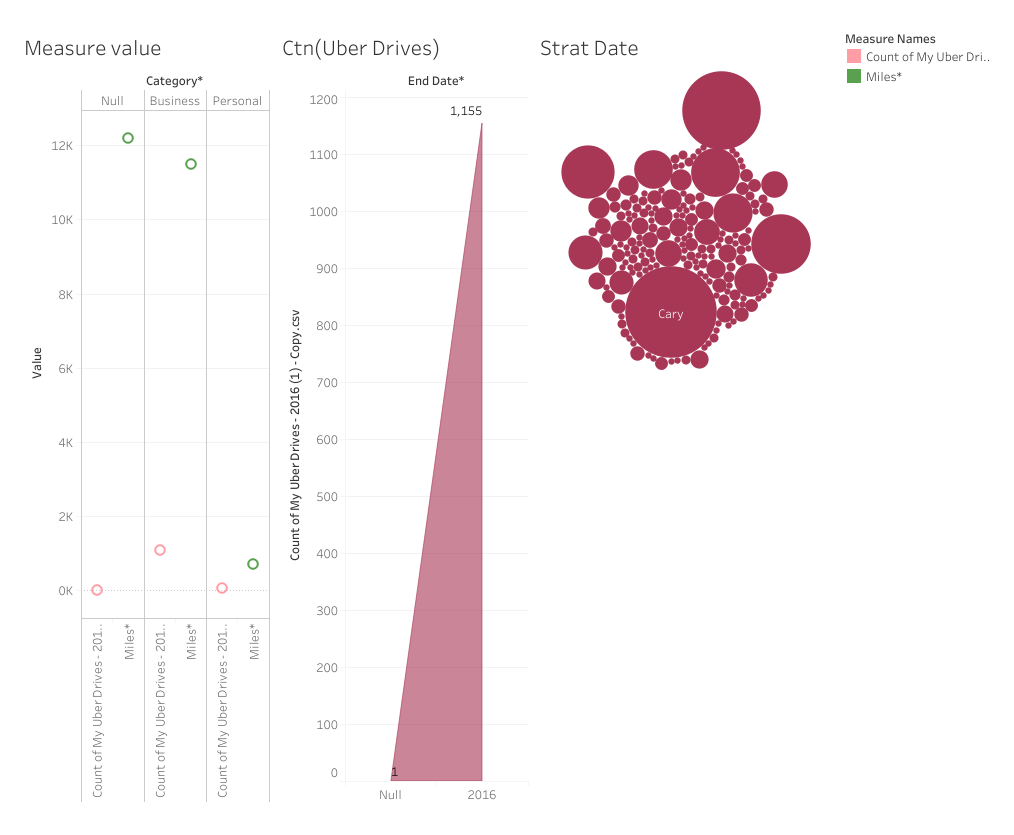 Measure value
Category*
Null Business Personal
12K
10K
8K
6K
4K
2K
0K
Value
Count of My Uber Drives - 201..
Miles*
Count of My Uber Drives - 201..
Miles*
Count of My Uber Drives - 201..
Miles*
Ctn(Uber Drives)
End Date*
1,155
1200
1100
1000
900
800
700
600
500
400
300
200
100
0
1
Count of My Uber Drives - 2016 (1) - Copy.csv
Null 2016
Strat Date
Cary
Measure Names
Count of My Uber Dri..
Miles*